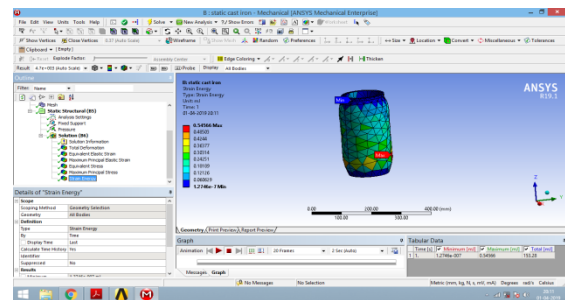 B : static cast iron - Mechanical [ANSYS Mechanical Enterprise]
File Edit View Units Tools Help
Solve
New Analysis
Show Errors
Worksheet
Show Vertices
Close Vertices
Wireframe
Show Mesh
Random
Preferences
Size
Location
Convert
Miscellaneous
Tolerances
Clipboard
[Empty]
Explode Factor:
Assembly Center
Edge Coloring
Thicken
Result
(Auto Scale)
Probe
Display
All Bodies
Outline
Filter: Name
Mesh
Static Structural (B5)
Analysis Settings
Fixed Support
Pressure
Solution (B6)
Solution Information
Total Deformation
Equivalent Elastic Strain
Maximum Principal Elastic Strain
Equivalent Stress
Maximum Principal Stress
Strain Energy
B: static cast iron
Strain Energy
Type: Strain Energy
Unit: mJ
Time: 1
0.54566 Max
0.48503
0.4244
0.36377
0.30314
0.24251
0.12126
1.2746e-7 Min
Min
Max
ANSYS
R19.1
0.00
100.00
200.00
300.00
400.00 (mm)
Geometry
Print Preview
Report Preview
Details of "Strain Energy"
Scope
Scoping Method Geometry Selection
Geometry All Bodies
Definition
Type Strain Energy
By Time
Display Time Last
Calculate Time History Yes
Identifier
Suppressed No
Results
Graph
Animation
20 Frames
2 Sec (Auto)
Messages Graph
Tabular Data
Time [s] Minimum [mJ] Maximum [mJ] Total [mJ]
1 1. 1.2746e-007 0.54566 153.28
No Messages
No Selection
Metric (mm, kg, N, s, mV, mA) Degrees rad/s Celsius